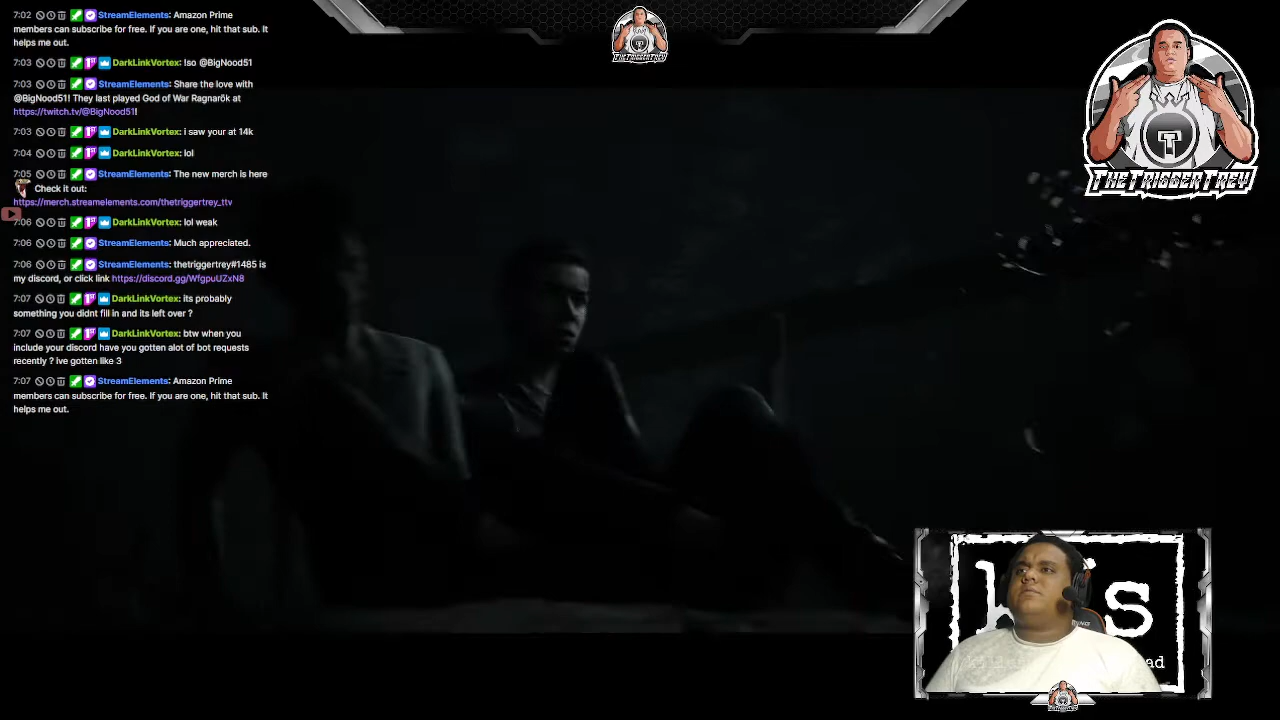 7:02 StreamElements: Amazon Prime
members can subscribe for free. If you are one, hit that sub. It
helps me out.
7:03 DarkLinkVortex: !so @BigNood51
7:03 StreamElements: Share the love with
@BigNood51! They last played God of War Ragnarök at
https://twitch.tv/@BigNood51!
7:03 DarkLinkVortex: i saw your at 14k
7:04 DarkLinkVortex: lol
7:05 StreamElements: The new merch is here
Check it out:
https://merch.streamelements.com/thetriggertrey_ttv
7:06 DarkLinkVortex: lol weak
7:06 StreamElements: Much appreciated.
7:06 StreamElements: thetriggertrey#1485 is
my discord, or click link https://discord.gg/WfgpuUZxN8
7:07 DarkLinkVortex: its probably
something you didnt fill in and its left over ?
7:07 DarkLinkVortex: btw when you
include your discord have you gotten alot of bot requests
recently ? ive gotten like 3
7:07 StreamElements: Amazon Prime
members can subscribe for free. If you are one, hit that sub. It
helps me out.
THETRIGGERTREY
T
THETRIGGERTREY